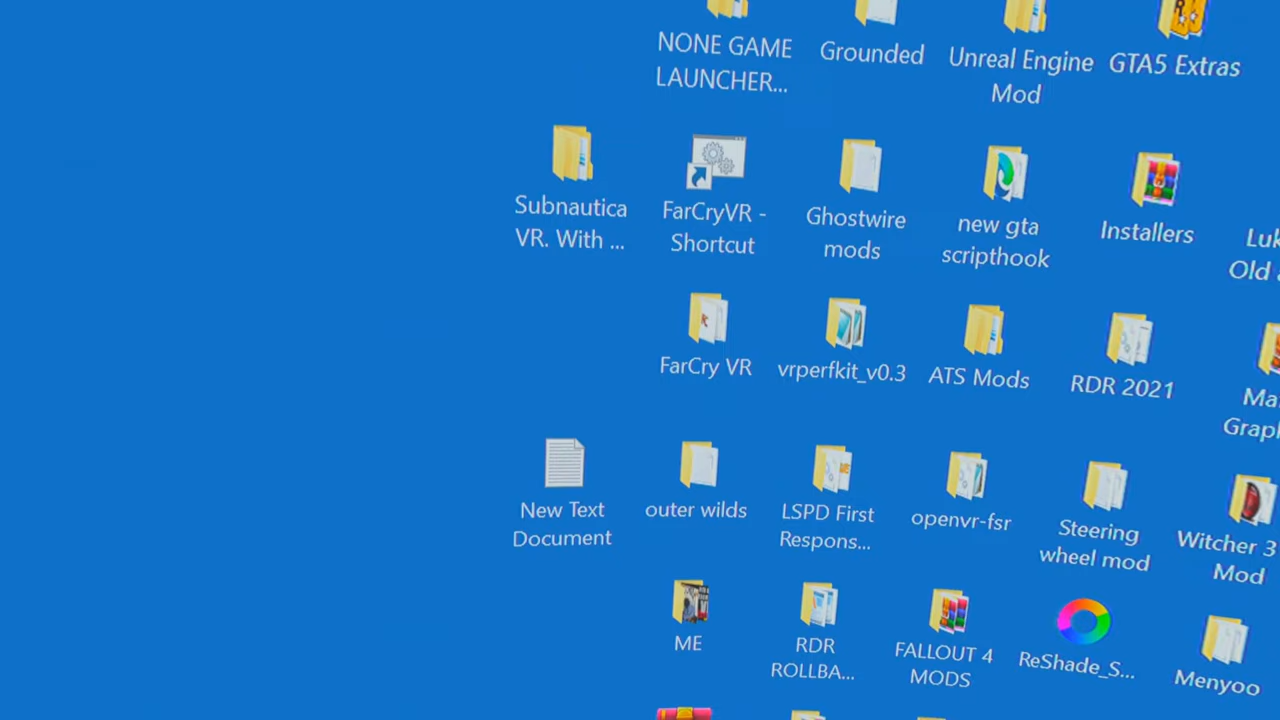 NONE GAME
LAUNCHER...
Grounded
Unreal Engine
Mod
GTA5 Extras
Subnautica
VR. With ...
FarCryVR -
Shortcut
Ghostwire
mods
new gta
scripthook
Installers
Old
FarCry VR
vrperfkit_v0.3
ATS Mods
RDR 2021
New Text
Document
outer wilds
LSPD First
Respons...
openvr-fsr
Steering
wheel mod
Witcher 3
Mod
ME
RDR
ROLLBA...
FALLOUT 4
MODS
ReShade_S...
Menyoo